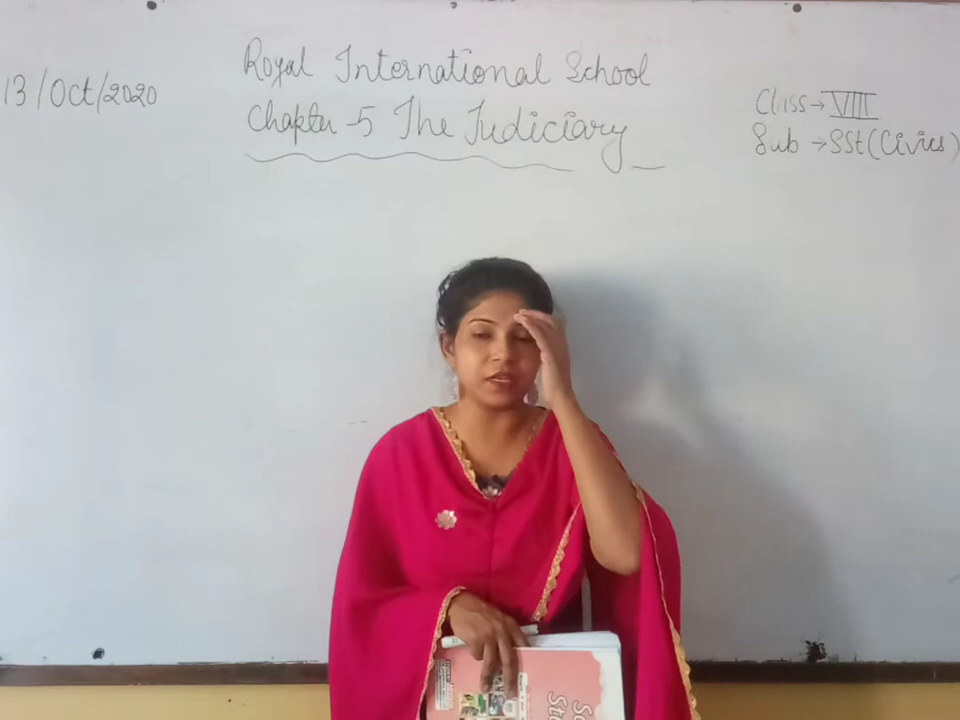 13/Oct/2020
Royal International School
Chapter-5 The Judiciary
Class→VIII
Sub→SSt(Civics)